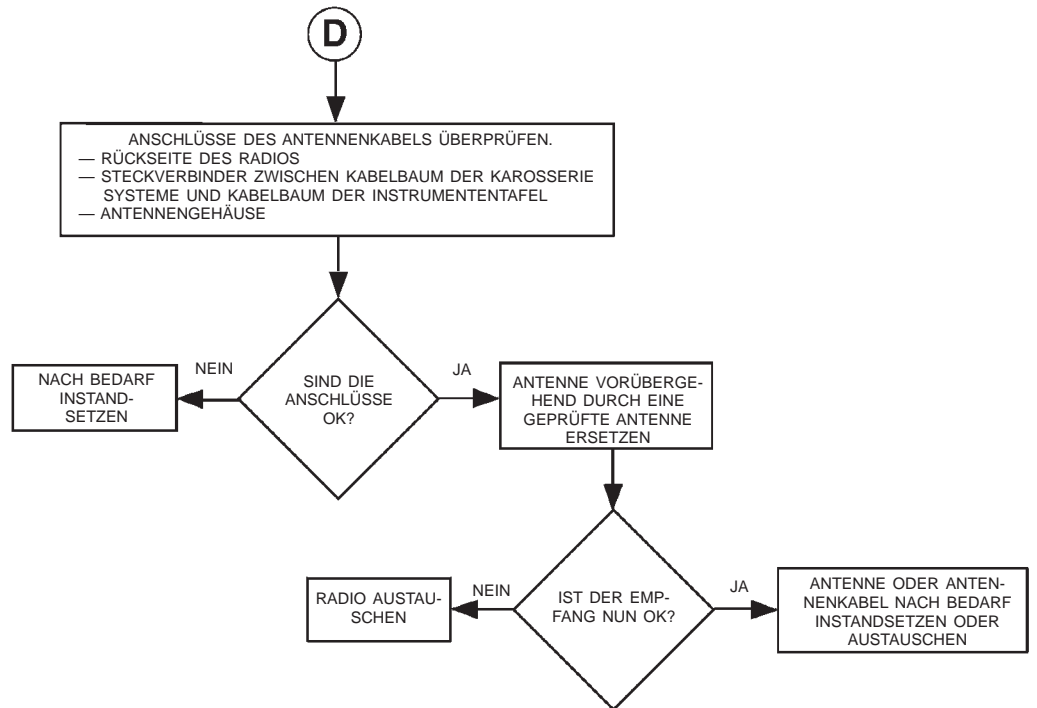 D
ANSCHLÜSSE DES ANTENNENKABELS ÜBERPRÜFEN.
— RÜCKSEITE DES RADIOS
— STECKVERBINDER ZWISCHEN KABELBAUM DER KAROSSERIE
SYSTEME UND KABELBAUM DER INSTRUMENTENTAFEL
— ANTENNENGEHÄUSE
NEIN
NACH BEDARF
INSTAND-
SETZEN
SIND DIE
ANSCHLÜSSE
OK?
JA
ANTENNE VORÜBERGE-
HEND DURCH EINE
GEPRÜFTE ANTENNE
ERSETZEN
RADIO AUSTAU-
SCHEN
NEIN
IST DER EMP-
FANG NUN OK?
JA
ANTENNE ODER ANTEN-
NENKABEL NACH BEDARF
INSTANDSETZEN ODER
AUSTAUSCHEN